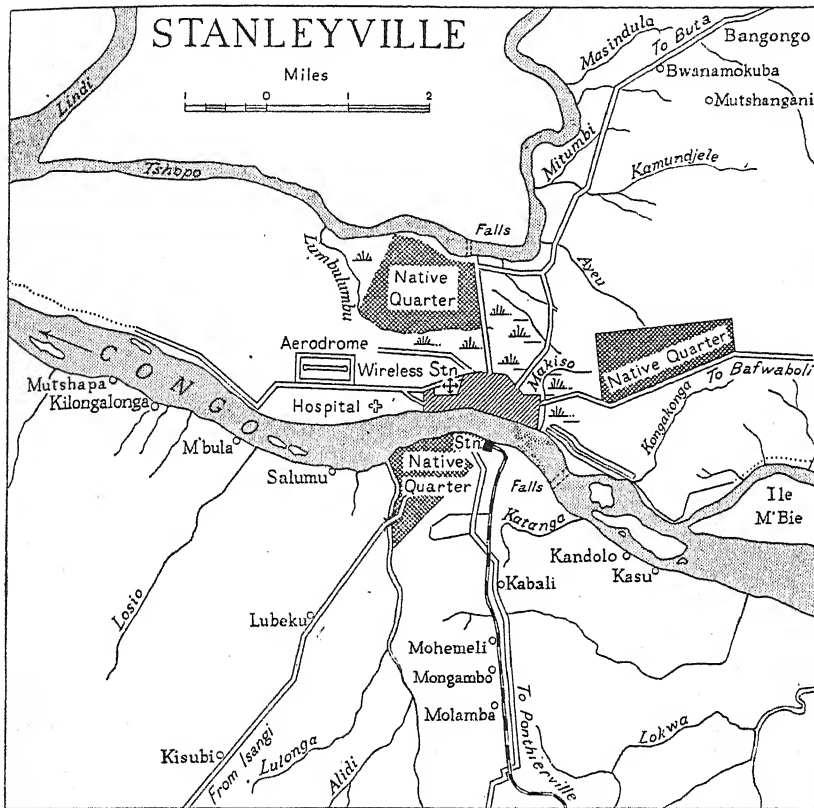 STANLEYVILLE
Miles
1 0 1 2
Lindi
Masindula
To Buta
Bangongo
Bwanamokuba
Mutshangani
Tshopo
Mitumbi
Kamundjele
Falls
Lumbulumbu
Native
Quarter
Ayeu
Aerodrome
Wireless Stn.
Makiso
Native Quarter
To Bafwaboli
CONGO
Mutshapa
Kilongalonga
Hospital
Kongakonga
M'bula
Stn.
Salumu
Native
Quarter
Falls
Ile
M'Bie
Katanga
Kandolo
Kasu
Kabali
Losio
Lubeku
Mohemeli
Mongambo
Molamba
To Ponthierville
Lokwa
Kisubi
From Isangi
Lulonga
Alidi